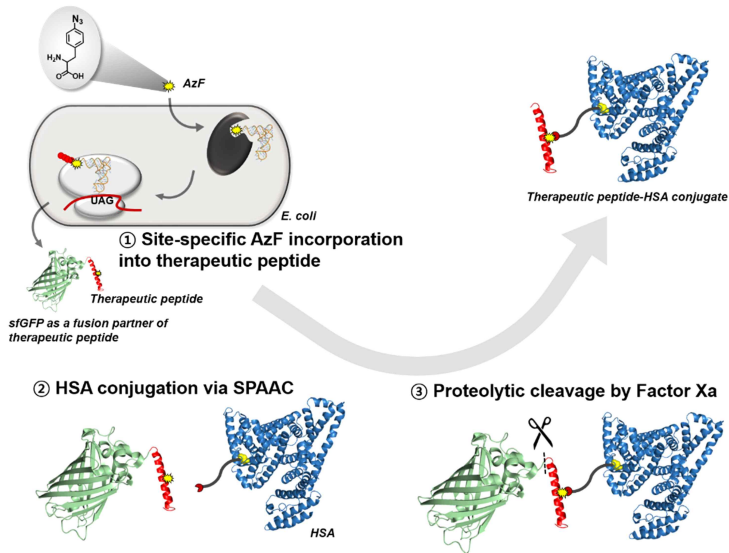 N₃
H₂N
O
OH
AzF
UAG
E. coli
① Site-specific AzF incorporation
into therapeutic peptide
Therapeutic peptide
sfGFP as a fusion partner of
therapeutic peptide
Therapeutic peptide-HSA conjugate
② HSA conjugation via SPAAC
HSA
③ Proteolytic cleavage by Factor Xa